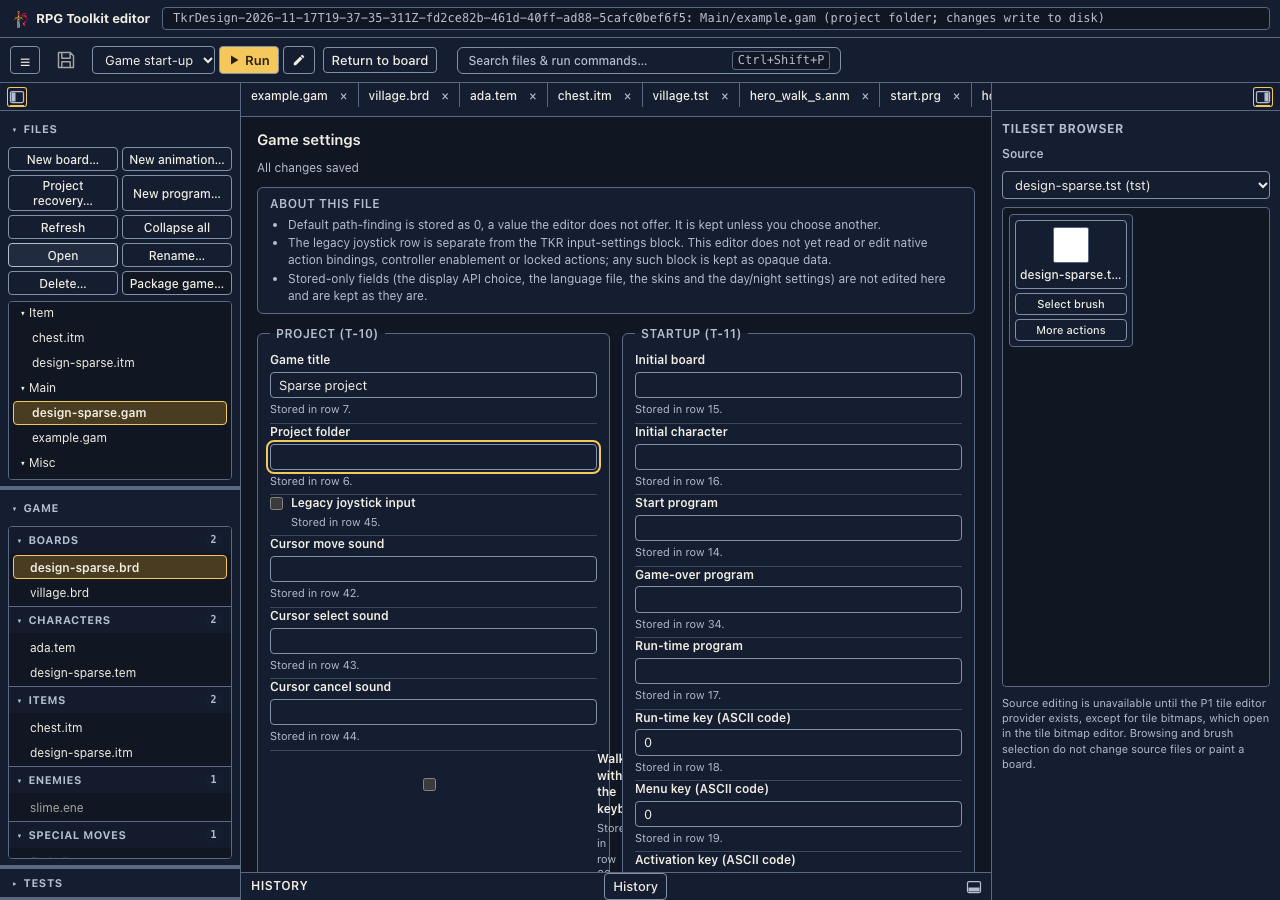 RPG Toolkit editor
TkrDesign-2026-11-17T19-37-35-311Z-fd2ce82b-461d-40ff-ad88-5cafc0bef6f5: Main/example.gam (project folder; changes write to disk)
Game start-up
Run
Return to board
Search files & run commands...
Ctrl+Shift+P
example.gam ×
village.brd ×
ada.tem ×
chest.itm ×
village.tst ×
hero_walk_s.anm ×
start.prg ×
FILES
New board...
New animation...
Project recovery...
New program...
Refresh
Collapse all
Open
Rename...
Delete...
Package game...
Item
chest.itm
design-sparse.itm
Main
design-sparse.gam
example.gam
Misc
GAME
BOARDS 2
design-sparse.brd
village.brd
CHARACTERS 2
ada.tem
design-sparse.tem
ITEMS 2
chest.itm
design-sparse.itm
ENEMIES 1
slime.ene
SPECIAL MOVES 1
TESTS
Game settings
All changes saved
ABOUT THIS FILE
• Default path-finding is stored as 0, a value the editor does not offer. It is kept unless you choose another.
• The legacy joystick row is separate from the TKR input-settings block. This editor does not yet read or edit native
action bindings, controller enablement or locked actions; any such block is kept as opaque data.
• Stored-only fields (the display API choice, the language file, the skins and the day/night settings) are not edited here
and are kept as they are.
PROJECT (T-10)
Game title
Sparse project
Stored in row 7.
Project folder
Stored in row 6.
Legacy joystick input
Stored in row 45.
Cursor move sound
Stored in row 42.
Cursor select sound
Stored in row 43.
Cursor cancel sound
Stored in row 44.
Walk
with
the
in
row
STARTUP (T-11)
Initial board
Stored in row 15.
Initial character
Stored in row 16.
Start program
Stored in row 14.
Game-over program
Stored in row 34.
Run-time program
Stored in row 17.
Run-time key (ASCII code)
0
Stored in row 18.
Menu key (ASCII code)
0
Stored in row 19.
Activation key (ASCII code)
HISTORY
History
TILESET BROWSER
Source
design-sparse.tst (tst)
design-sparse.t...
Select brush
More actions
Source editing is unavailable until the P1 tile editor
provider exists, except for tile bitmaps, which open
in the tile bitmap editor. Browsing and brush
selection do not change source files or paint a
board.